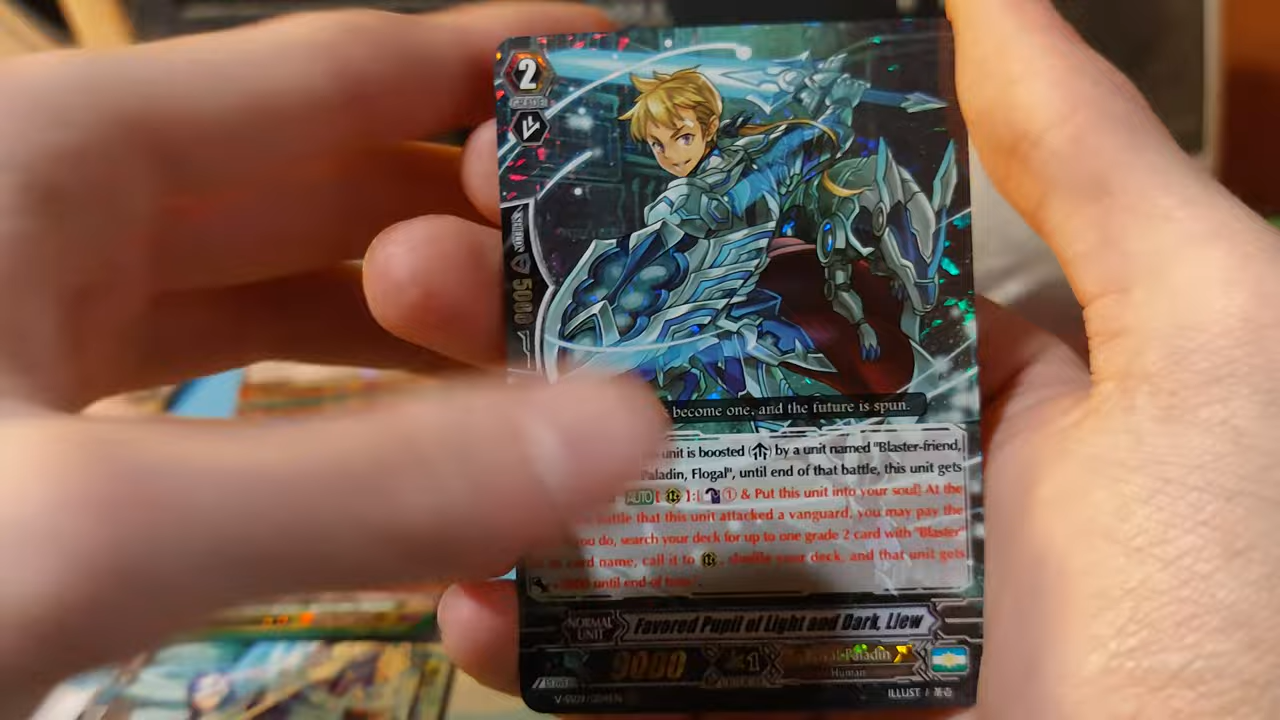 2
5000
become one, and the future is spun.
unit is boosted ( ) by a unit named "Blaster-friend,
Paladin, Flogal", until end of that battle, this unit gets
AUTO [ ] : [ ① & Put this unit into your soul] At the
battle that this unit attacked a vanguard, you may pay the
you do, search your deck for up to one grade 2 card with "Blaster"
card name, call it to , shuffle your deck, and that unit gets
until end of
NORMAL
UNIT
Favored Pupil of Light and Dark, Llew
9000
1
Royal Paladin
Human
ILLUST /